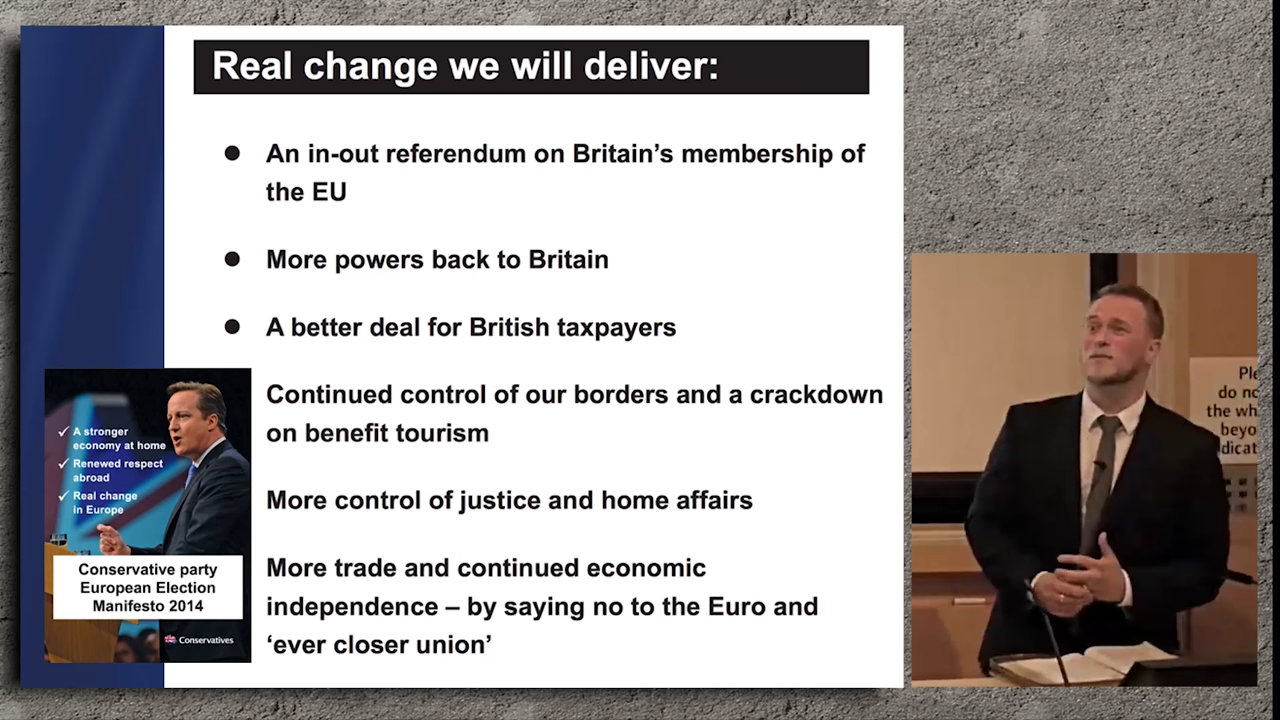 Real change we will deliver:
● An in-out referendum on Britain’s membership of
the EU
● More powers back to Britain
● A better deal for British taxpayers
Continued control of our borders and a crackdown
on benefit tourism
More control of justice and home affairs
More trade and continued economic
independence – by saying no to the Euro and
‘ever closer union’
✓ A stronger
economy at home
✓ Renewed respect
abroad
✓ Real change
in Europe
Conservative party
European Election
Manifesto 2014
Conservatives
do
the